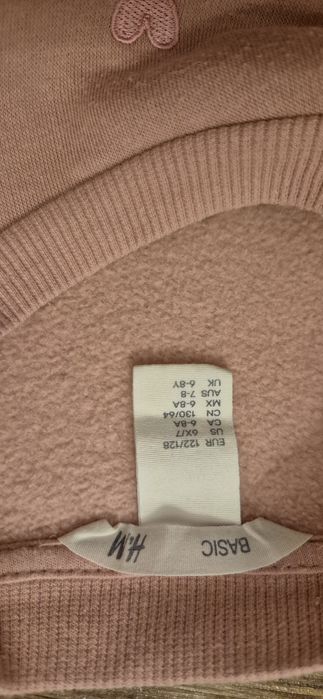 H.M BASIC
EUR 122/128
US 6X/7
CA 6-8A
CN 130/64
MX 6-8A
AUS 7-8
UK 6-8Y